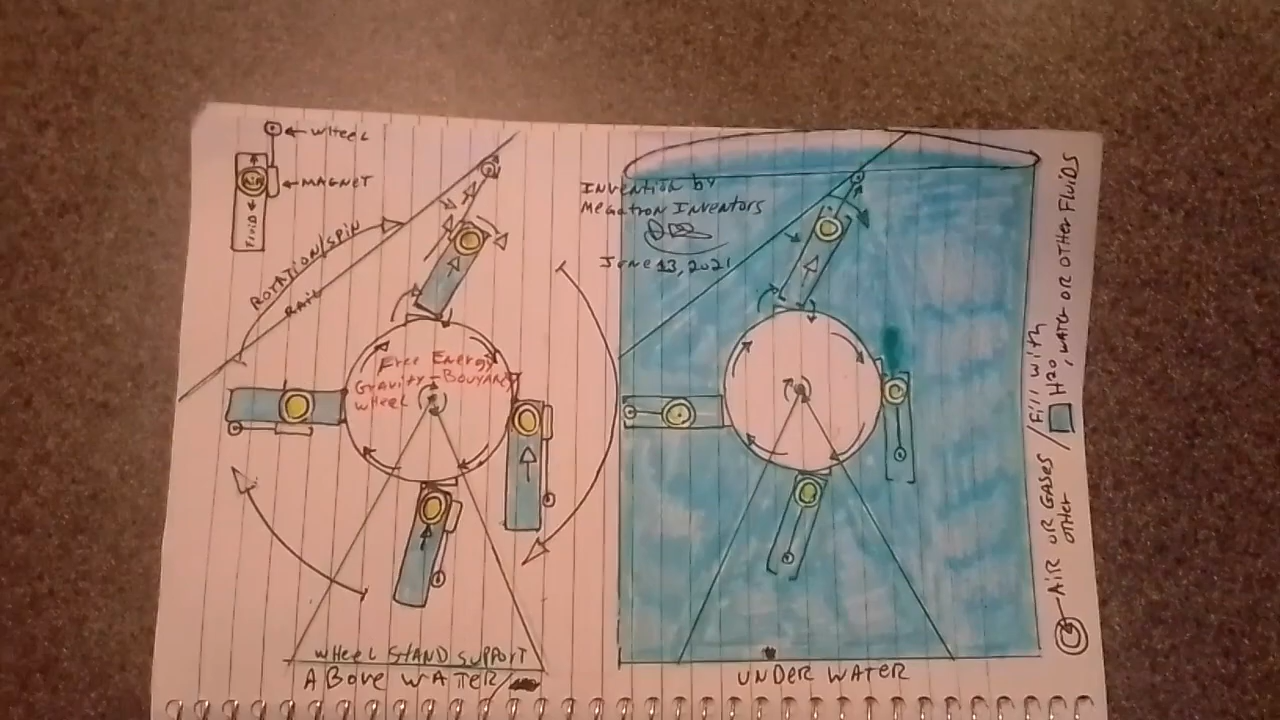 WHeeL
MAGNET
Air
Fluid
ROTATION/SPIN
RAIL
Free Energy
Gravity-Bouyancy
wHeeL
WHeeL STAND SUPPORT
ABove WATer/
Invention by
Megatron Inventors
June 13, 2021
UNDER WATER
AiR OR GASES / Fill with
OTHer
H2O, WATER OR OTHER FLUIDS